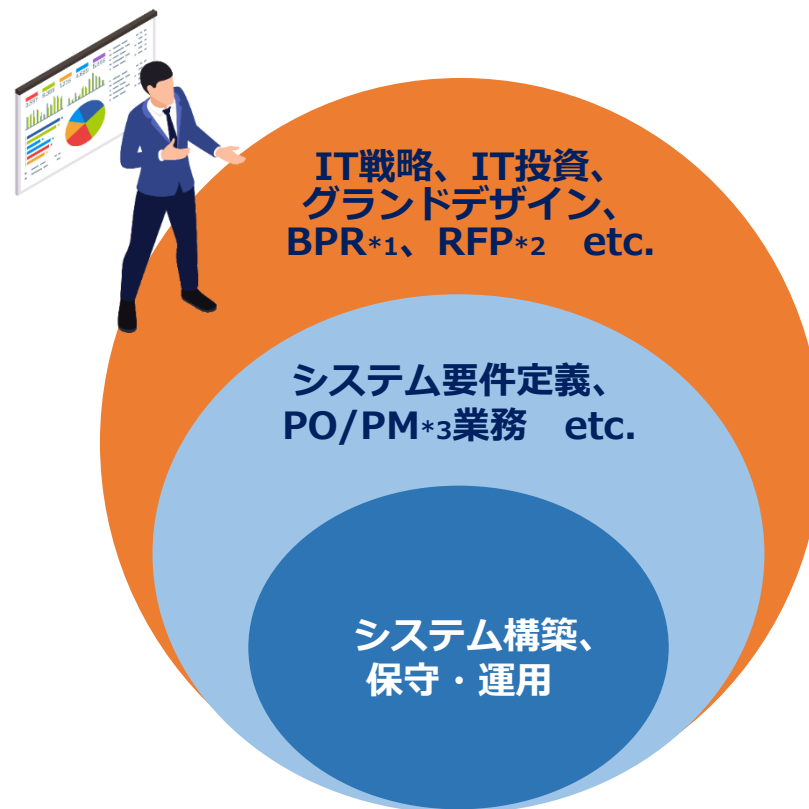 IT戦略、IT投資、
グランドデザイン、
BPR*1、RFP*2　etc.
システム要件定義、
PO/PM*3業務　etc.
システム構築、
保守・運用